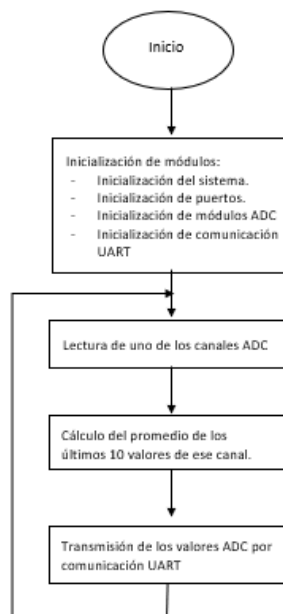 Inicio
Inicialización de módulos:
- Inicialización del sistema.
- Inicialización de puertos.
- Inicialización de módulos ADC
- Inicialización de comunicación
UART
Lectura de uno de los canales ADC
Cálculo del promedio de los
últimos 10 valores de ese canal.
Transmisión de los valores ADC por
comunicación UART